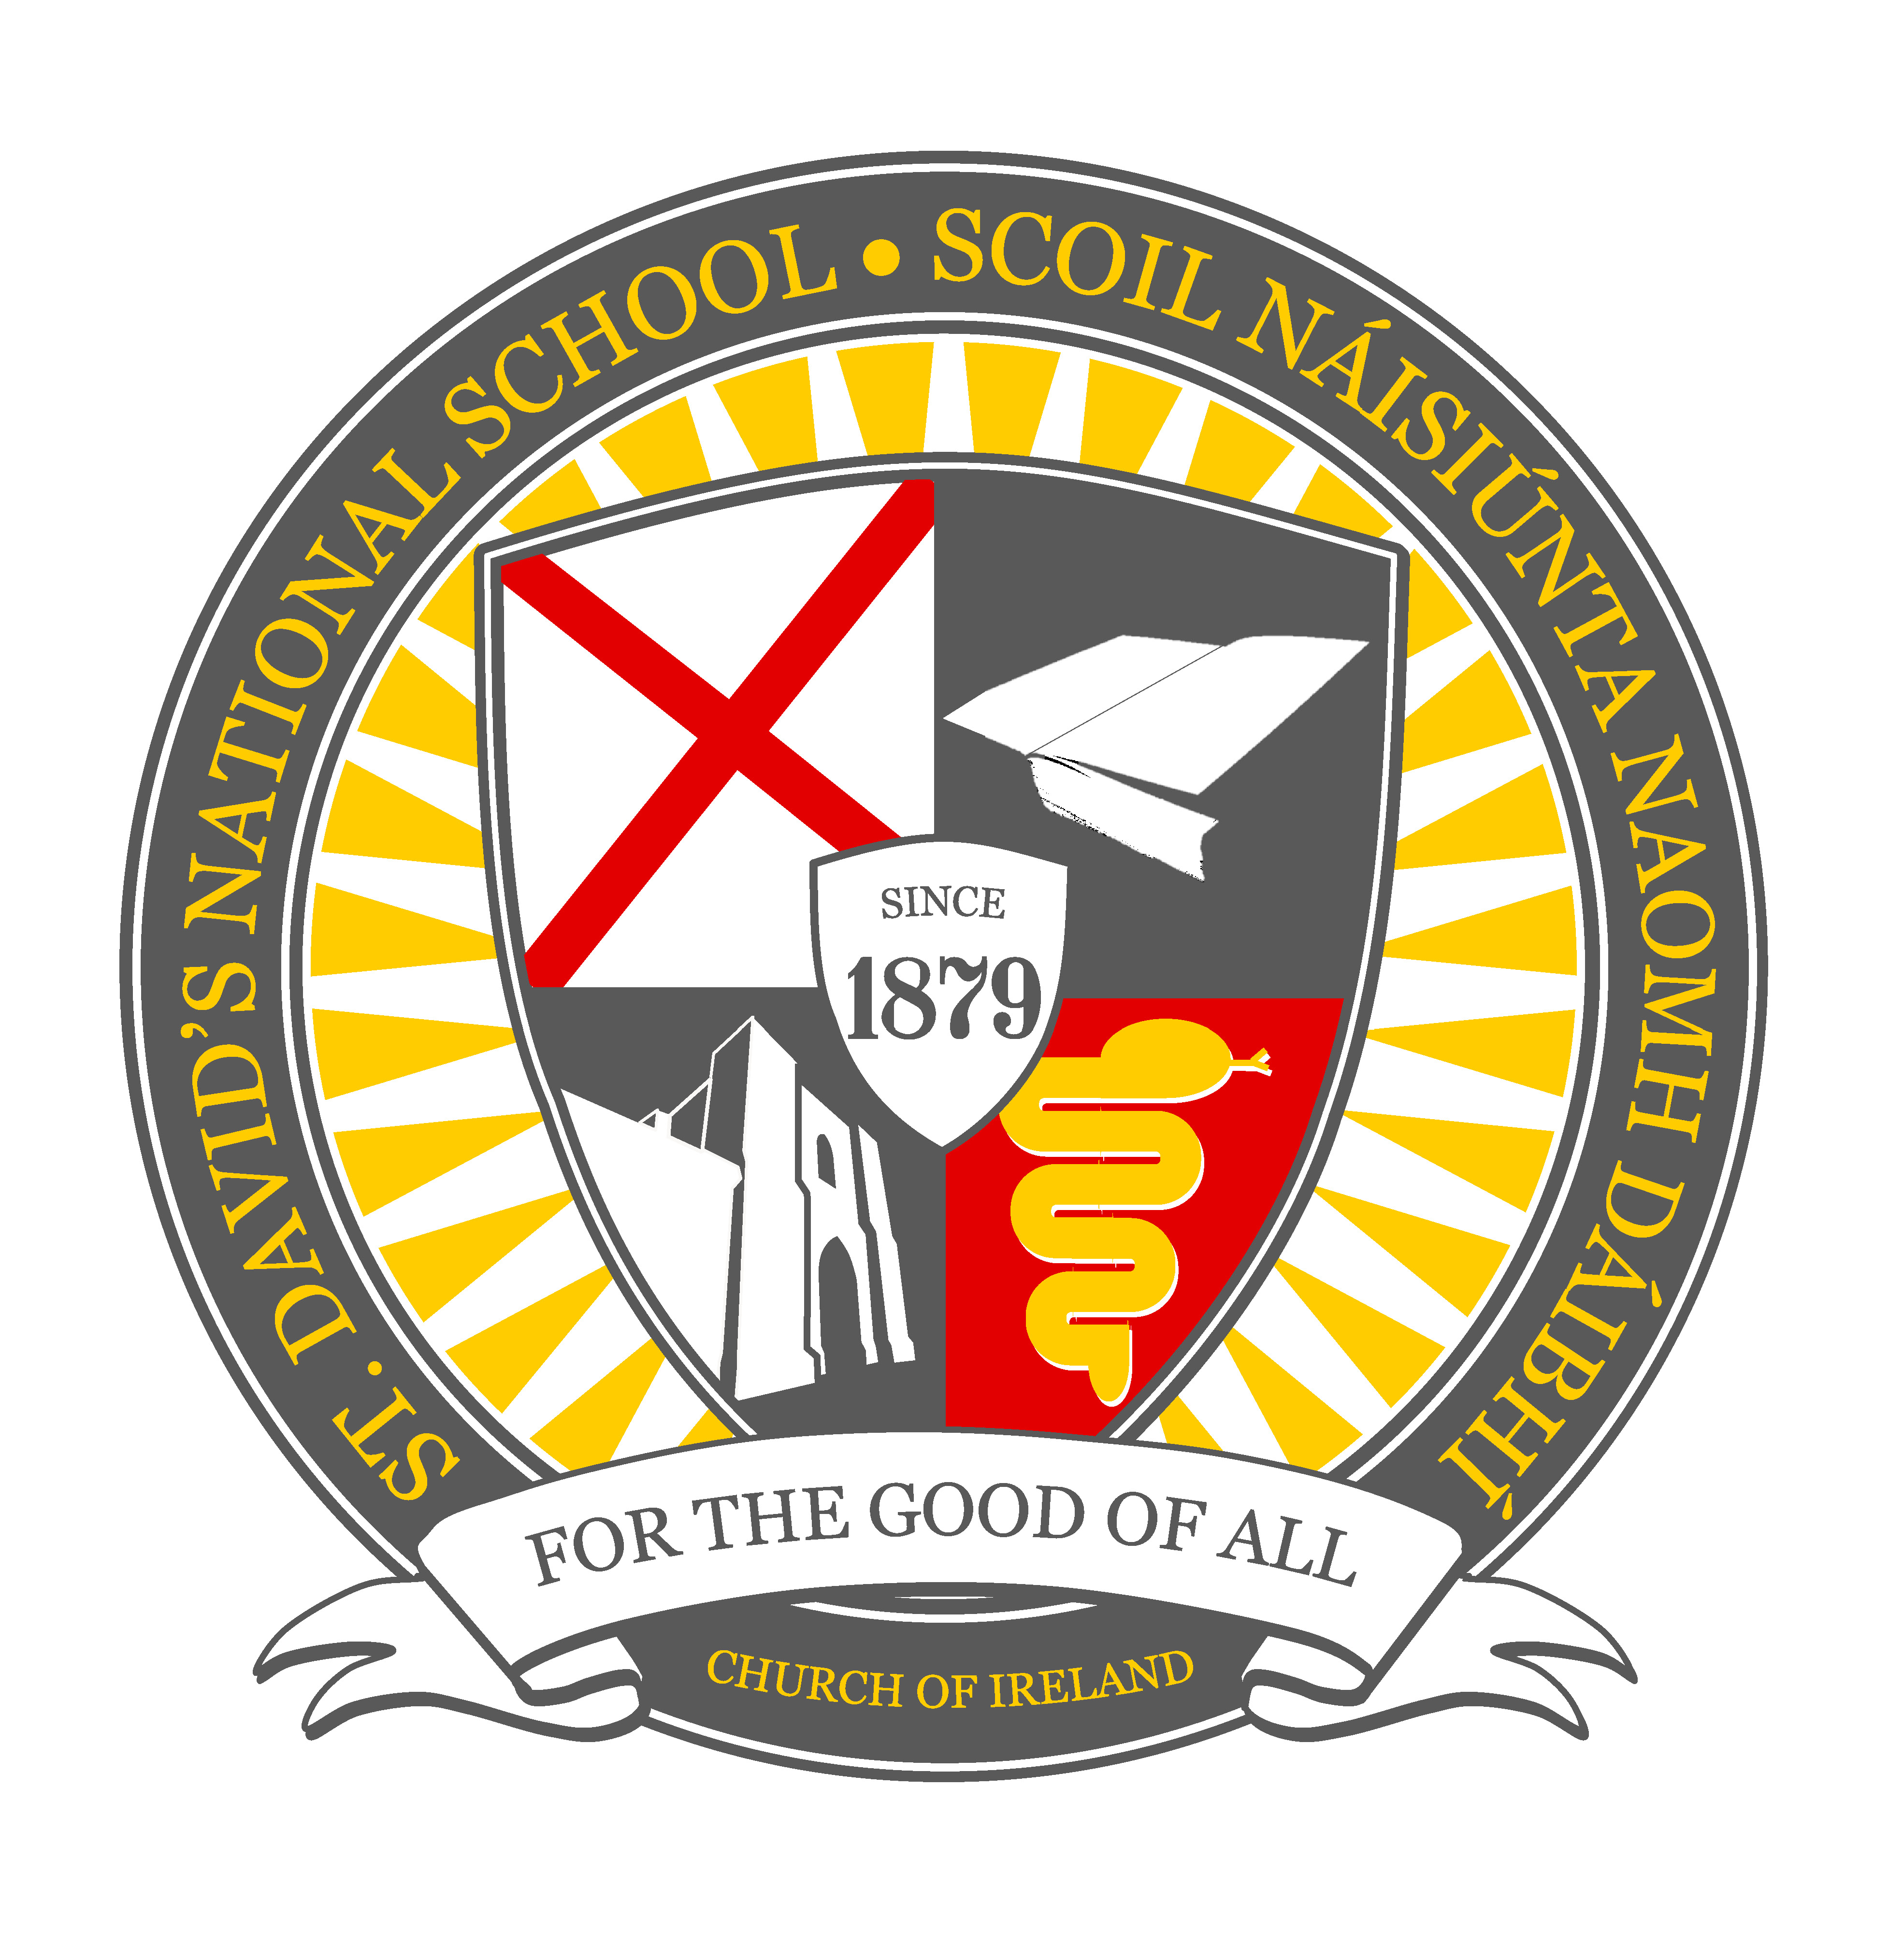 ST. DAVID'S NATIONAL SCHOOL • SCOIL NÁISIÚNTA NAOMH DÁIBHÍ
SINCE
1879
FOR THE GOOD OF ALL
CHURCH OF IRELAND